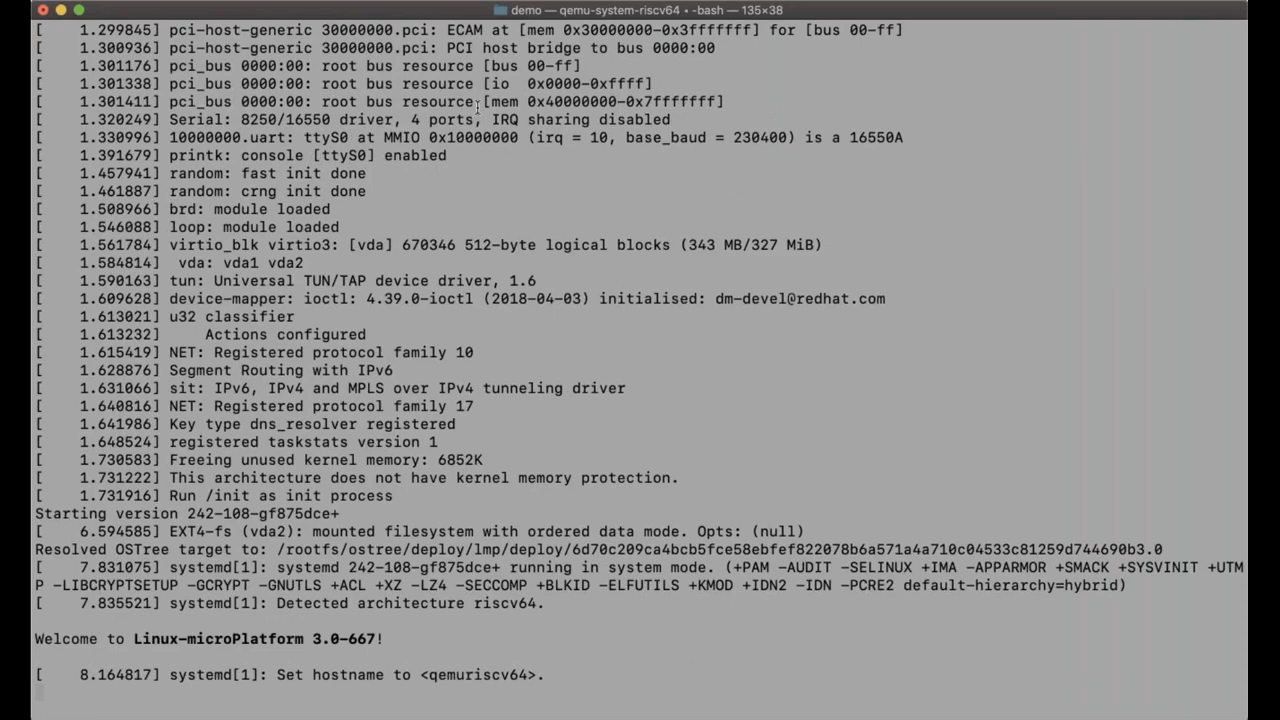 demo — qemu-system-riscv64 • -bash — 135×38
[    1.299845] pci-host-generic 30000000.pci: ECAM at [mem 0x30000000-0x3fffffff] for [bus 00-ff]
[    1.300936] pci-host-generic 30000000.pci: PCI host bridge to bus 0000:00
[    1.301176] pci_bus 0000:00: root bus resource [bus 00-ff]
[    1.301338] pci_bus 0000:00: root bus resource [io  0x0000-0xffff]
[    1.301411] pci_bus 0000:00: root bus resource [mem 0x40000000-0x7fffffff]
[    1.320249] Serial: 8250/16550 driver, 4 ports, IRQ sharing disabled
[    1.330996] 10000000.uart: ttyS0 at MMIO 0x10000000 (irq = 10, base_baud = 230400) is a 16550A
[    1.391679] printk: console [ttyS0] enabled
[    1.457941] random: fast init done
[    1.461887] random: crng init done
[    1.508966] brd: module loaded
[    1.546088] loop: module loaded
[    1.561784] virtio_blk virtio3: [vda] 670346 512-byte logical blocks (343 MB/327 MiB)
[    1.584814]  vda: vda1 vda2
[    1.590163] tun: Universal TUN/TAP device driver, 1.6
[    1.609628] device-mapper: ioctl: 4.39.0-ioctl (2018-04-03) initialised: dm-devel@redhat.com
[    1.613021] u32 classifier
[    1.613232]     Actions configured
[    1.615419] NET: Registered protocol family 10
[    1.628876] Segment Routing with IPv6
[    1.631066] sit: IPv6, IPv4 and MPLS over IPv4 tunneling driver
[    1.640816] NET: Registered protocol family 17
[    1.641986] Key type dns_resolver registered
[    1.648524] registered taskstats version 1
[    1.730583] Freeing unused kernel memory: 6852K
[    1.731222] This architecture does not have kernel memory protection.
[    1.731916] Run /init as init process
Starting version 242-108-gf875dce+
[    6.594585] EXT4-fs (vda2): mounted filesystem with ordered data mode. Opts: (null)
Resolved OSTree target to: /rootfs/ostree/deploy/lmp/deploy/6d70c209ca4bcb5fce58ebfef822078b6a571a4a710c04533c81259d744690b3.0
[    7.831075] systemd[1]: systemd 242-108-gf875dce+ running in system mode. (+PAM -AUDIT -SELINUX +IMA -APPARMOR +SMACK +SYSVINIT +UTM
P -LIBCRYPTSETUP -GCRYPT -GNUTLS +ACL +XZ -LZ4 -SECCOMP +BLKID -ELFUTILS +KMOD +IDN2 -IDN -PCRE2 default-hierarchy=hybrid)
[    7.835521] systemd[1]: Detected architecture riscv64.
Welcome to Linux-microPlatform 3.0-667!
[    8.164817] systemd[1]: Set hostname to <qemuriscv64>.